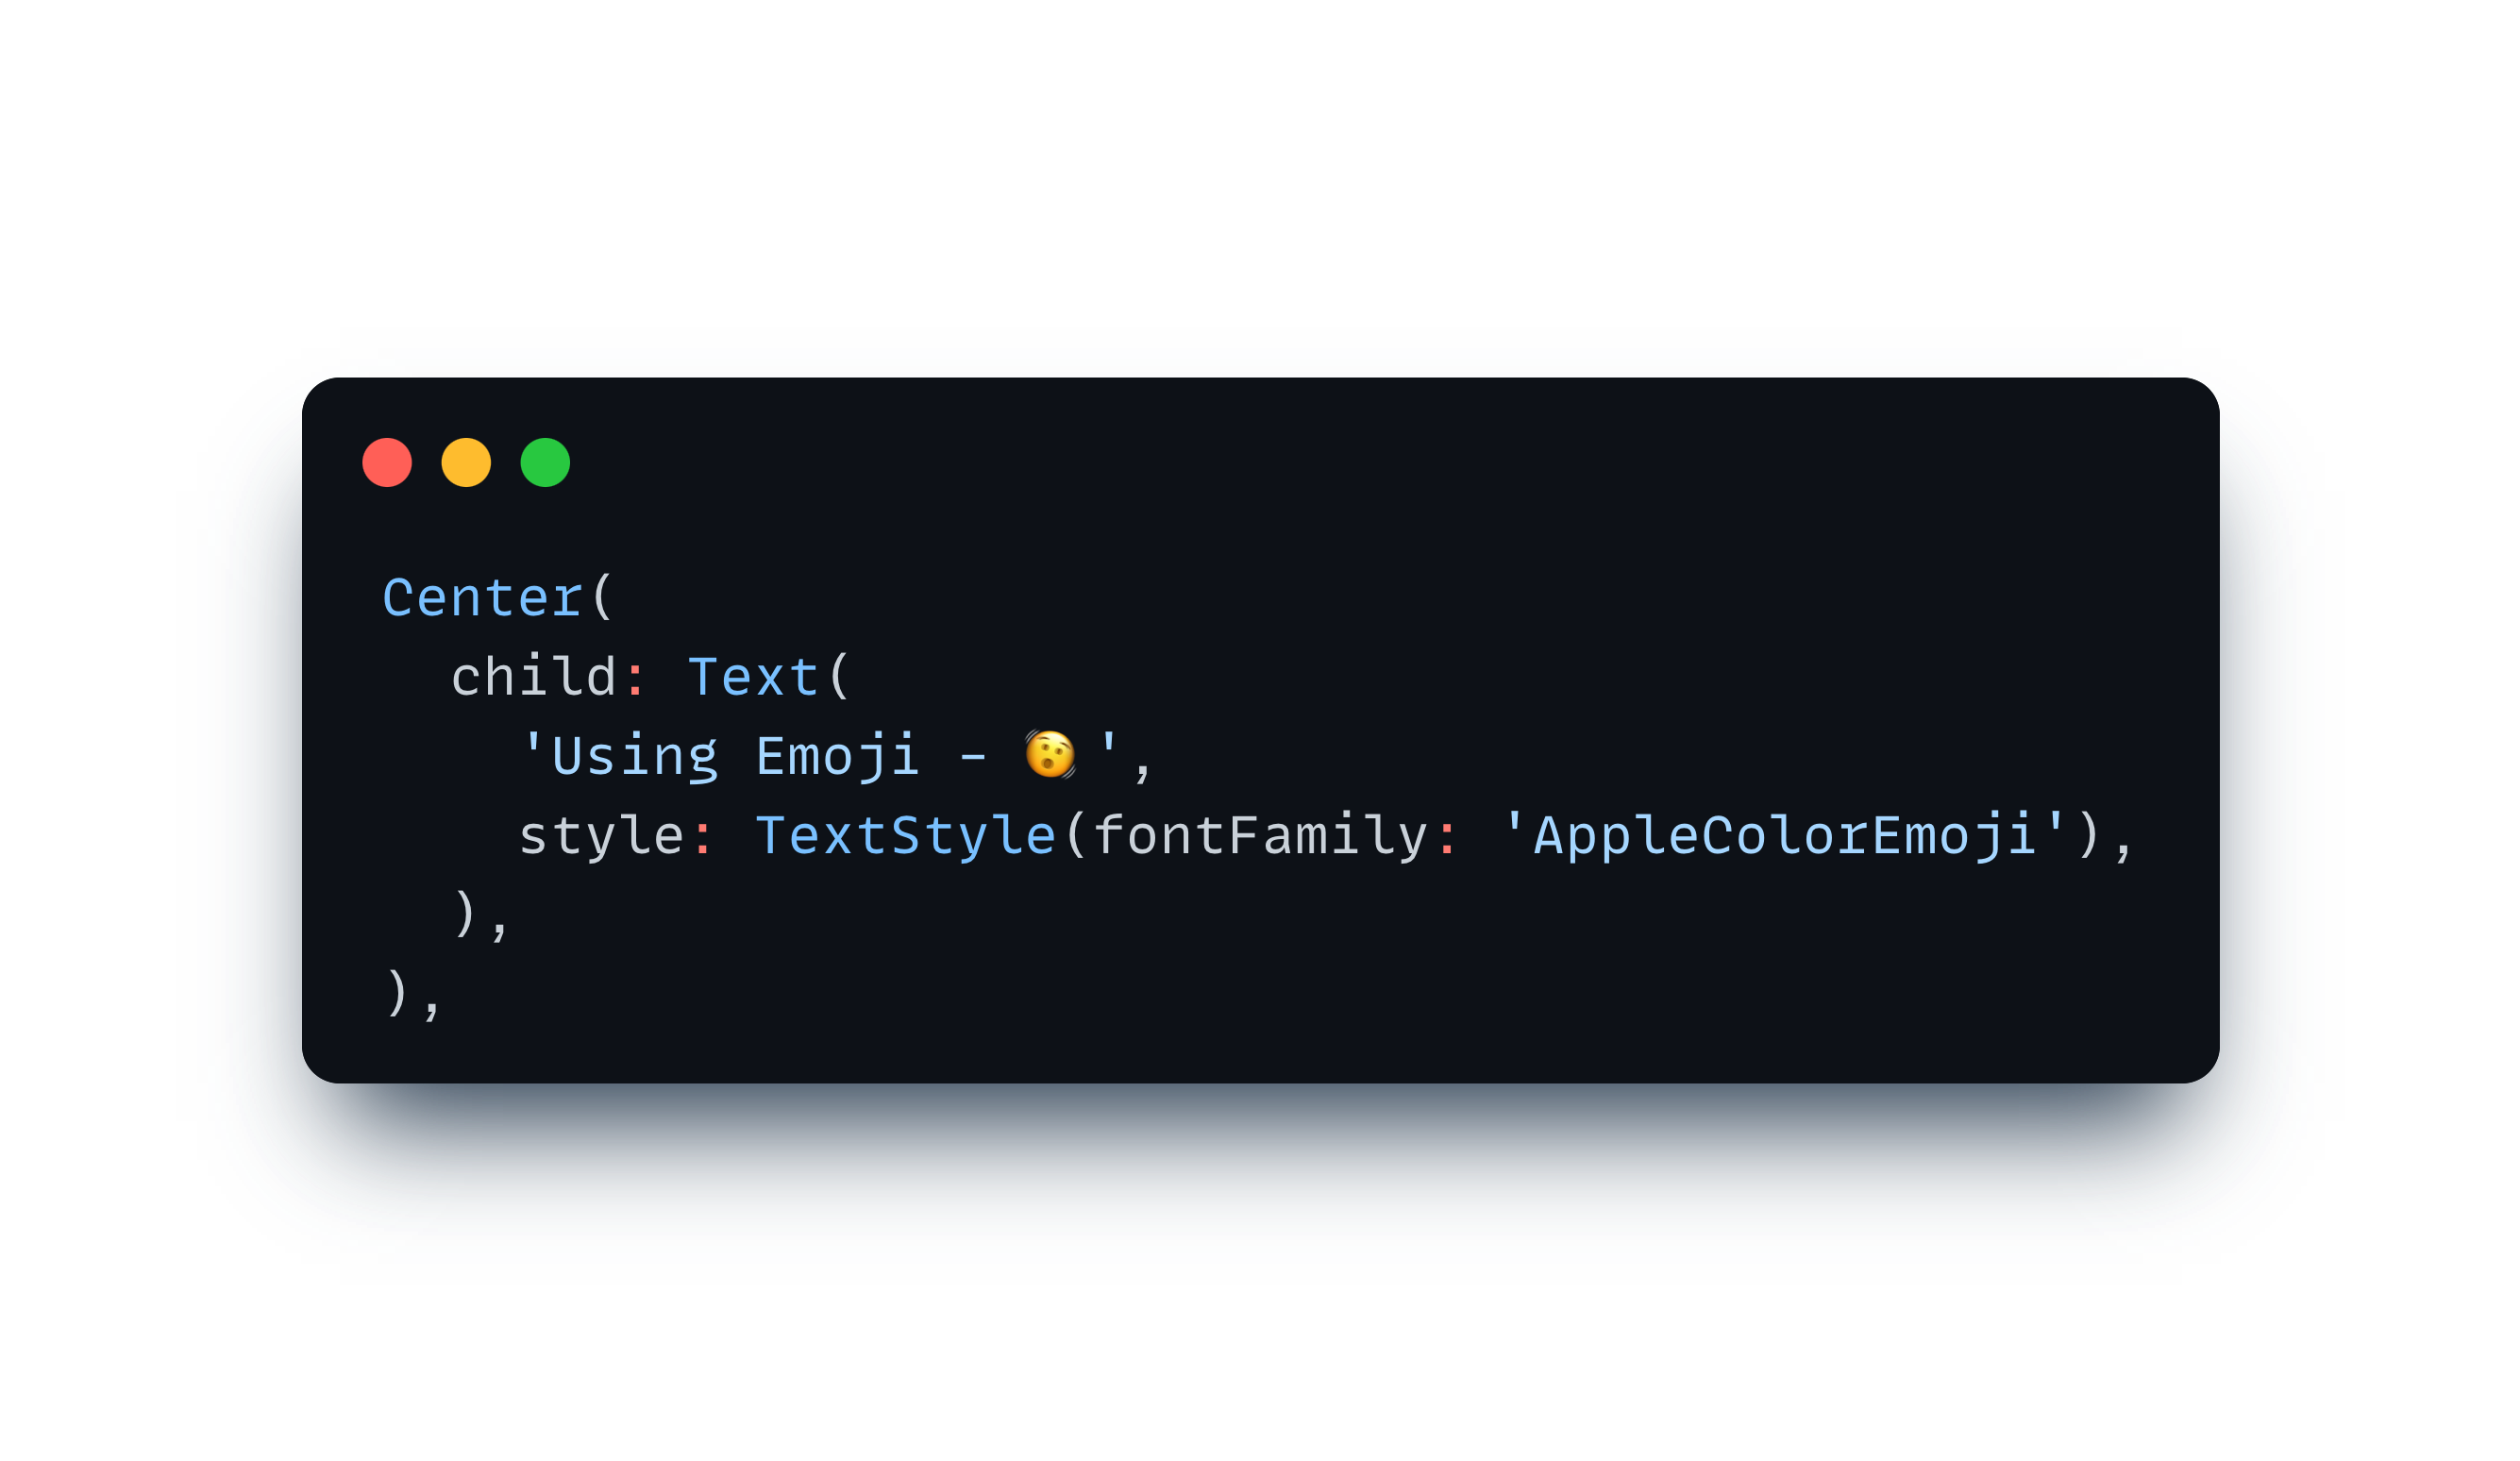 Center(
  child: Text(
    'Using Emoji – 🫨 ',
    style: TextStyle(fontFamily: 'AppleColorEmoji'),
  ),
),